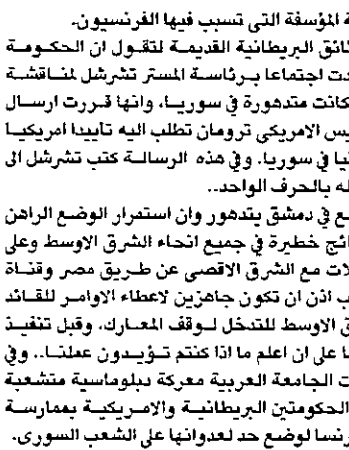 ة المؤسفة التى تسبب فيها الفرنسيون.
ثائق البريطانية القديمة لتقول ان الحكومة
دت اجتماعا برئاسة المستر تشرشل لمناقشة
كانت متدهورة في سوريا، وانها قررت ارسال
يس الامريكى ترومان تطلب اليه تأييدا امريكيا
نيا في سوريا. وفي هذه الرسالة كتب تشرشل الى
له بالحرف الواحد..
ع في دمشق يتدهور وان استمرار الوضع الراهن
ائج خطيرة في جميع انحاء الشرق الاوسط وعلى
لات مع الشرق الاقصى عن طريق مصر وقناة
ب اذن ان تكون جاهزين لاعطاء الاوامر للقائد
ق الاوسط للتدخل لوقف المعارك. وقبل تنفيذ
ا على ان اعلم ما اذا كنتم تؤيدون عملنا.. وفي
ت الجامعة العربية معركة دبلوماسية متشعبة
الحكومتين البريطانية والامريكية بممارسة
رنسا لوضع حد لعدوانها على الشعب السورى.